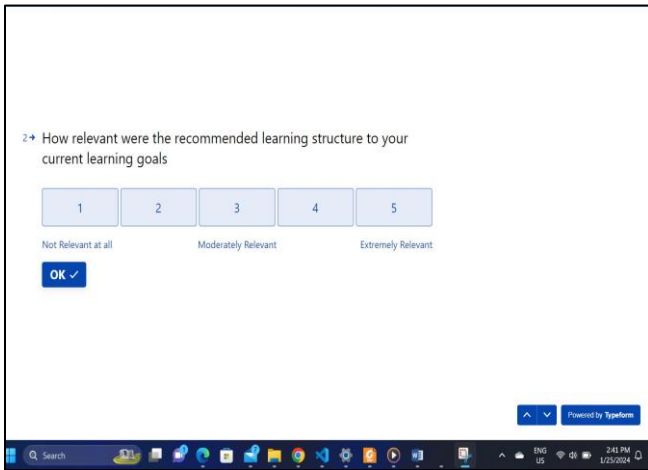 2 How relevant were the recommended learning structure to your
current learning goals
1 2 3 4 5
Not Relevant at all Moderately Relevant Extremely Relevant
OK
Powered by Typeform
Search
ENG
US
2:41 PM
1/25/2024